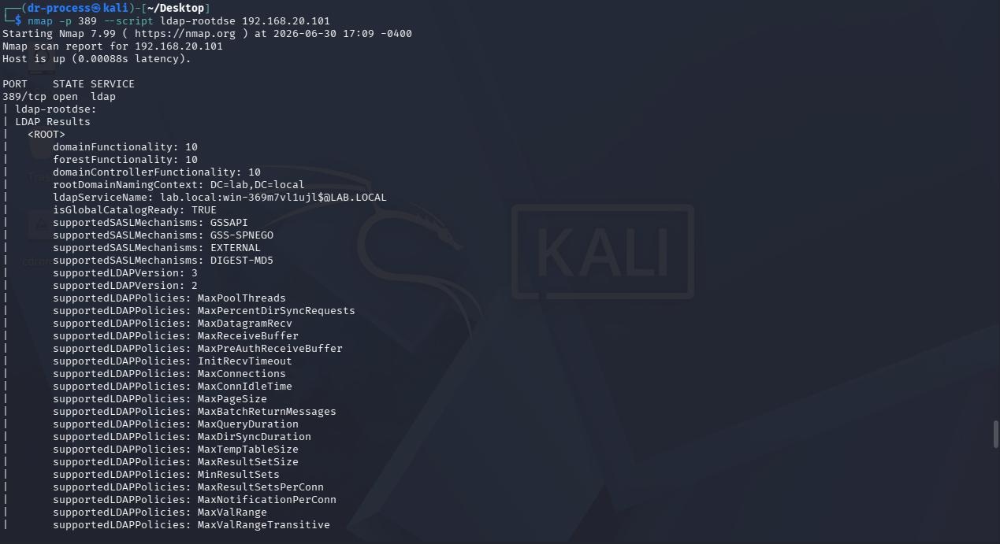 ┌──(dr-process㉿kali)-[~/Desktop]
└─$ nmap -p 389 --script ldap-rootdse 192.168.20.101
Starting Nmap 7.99 ( https://nmap.org ) at 2026-06-30 17:09 -0400
Nmap scan report for 192.168.20.101
Host is up (0.00088s latency).

PORT    STATE SERVICE
389/tcp open  ldap
| ldap-rootdse:
| LDAP Results
|   <ROOT>
|       domainFunctionality: 10
|       forestFunctionality: 10
|       domainControllerFunctionality: 10
|       rootDomainNamingContext: DC=lab,DC=local
|       ldapServiceName: lab.local:win-369m7vl1ujl$@LAB.LOCAL
|       isGlobalCatalogReady: TRUE
|       supportedSASLMechanisms: GSSAPI
|       supportedSASLMechanisms: GSS-SPNEGO
|       supportedSASLMechanisms: EXTERNAL
|       supportedSASLMechanisms: DIGEST-MD5
|       supportedLDAPVersion: 3
|       supportedLDAPVersion: 2
|       supportedLDAPPolicies: MaxPoolThreads
|       supportedLDAPPolicies: MaxPercentDirSyncRequests
|       supportedLDAPPolicies: MaxDatagramRecv
|       supportedLDAPPolicies: MaxReceiveBuffer
|       supportedLDAPPolicies: MaxPreAuthReceiveBuffer
|       supportedLDAPPolicies: InitRecvTimeout
|       supportedLDAPPolicies: MaxConnections
|       supportedLDAPPolicies: MaxConnIdleTime
|       supportedLDAPPolicies: MaxPageSize
|       supportedLDAPPolicies: MaxBatchReturnMessages
|       supportedLDAPPolicies: MaxQueryDuration
|       supportedLDAPPolicies: MaxDirSyncDuration
|       supportedLDAPPolicies: MaxTempTableSize
|       supportedLDAPPolicies: MaxResultSetSize
|       supportedLDAPPolicies: MinResultSets
|       supportedLDAPPolicies: MaxResultSetsPerConn
|       supportedLDAPPolicies: MaxNotificationPerConn
|       supportedLDAPPolicies: MaxValRange
|       supportedLDAPPolicies: MaxValRangeTransitive
KALI